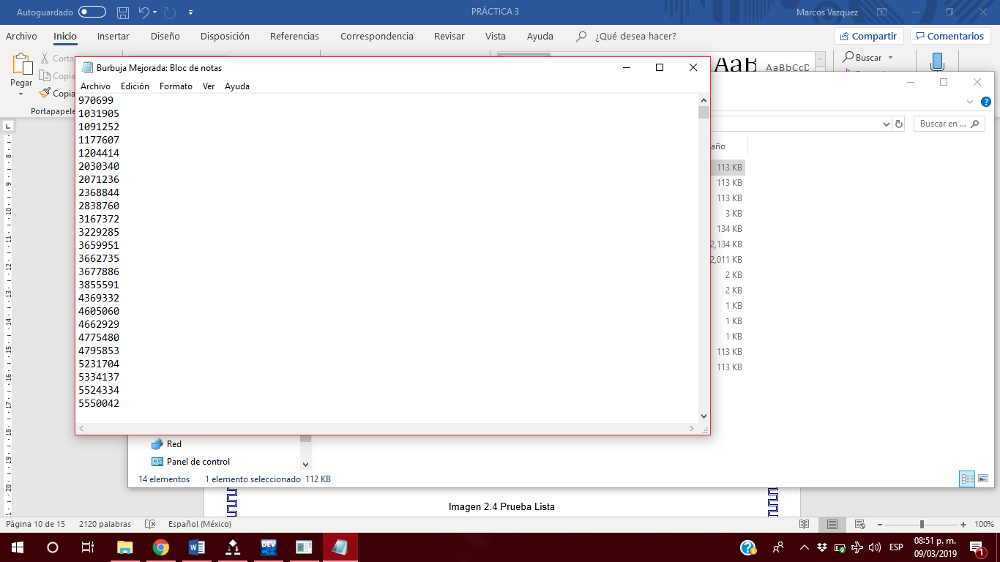 Autoguardado
PRÁCTICA 3
Marcos Vazquez
Archivo Inicio Insertar Diseño Disposición Referencias Correspondencia Revisar Vista Ayuda ¿Qué desea hacer? Compartir Comentarios
Pegar
Corta
Copia
Copia
Portapapele
AaB
AaBbCcD
Buscar
Burbuja Mejorada: Bloc de notas
Archivo Edición Formato Ver Ayuda
970699
1031905
1091252
1177607
1204414
2030340
2071236
2368844
2838760
3167372
3229285
3659951
3662735
3677886
3855591
4369332
4605060
4662929
4775480
4795853
5231704
5334137
5524334
5550042
Buscar en ...
año
113 KB
113 KB
113 KB
3 KB
134 KB
2,134 KB
2,011 KB
2 KB
2 KB
1 KB
1 KB
1 KB
113 KB
113 KB
Red
Panel de control
14 elementos 1 elemento seleccionado 112 KB
Imagen 2.4 Prueba Lista
Página 10 de 15 2120 palabras Español (México) 100%
DEV
ESP
08:51 p. m.
09/03/2019
1